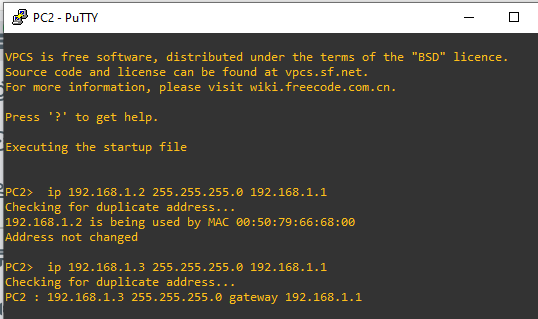 PC2 - PuTTY
VPCS is free software, distributed under the terms of the "BSD" licence.
Source code and license can be found at vpcs.sf.net.
For more information, please visit wiki.freecode.com.cn.
Press '?' to get help.
Executing the startup file
PC2>  ip 192.168.1.2 255.255.255.0 192.168.1.1
Checking for duplicate address...
192.168.1.2 is being used by MAC 00:50:79:66:68:00
Address not changed
PC2>  ip 192.168.1.3 255.255.255.0 192.168.1.1
Checking for duplicate address...
PC2 : 192.168.1.3 255.255.255.0 gateway 192.168.1.1